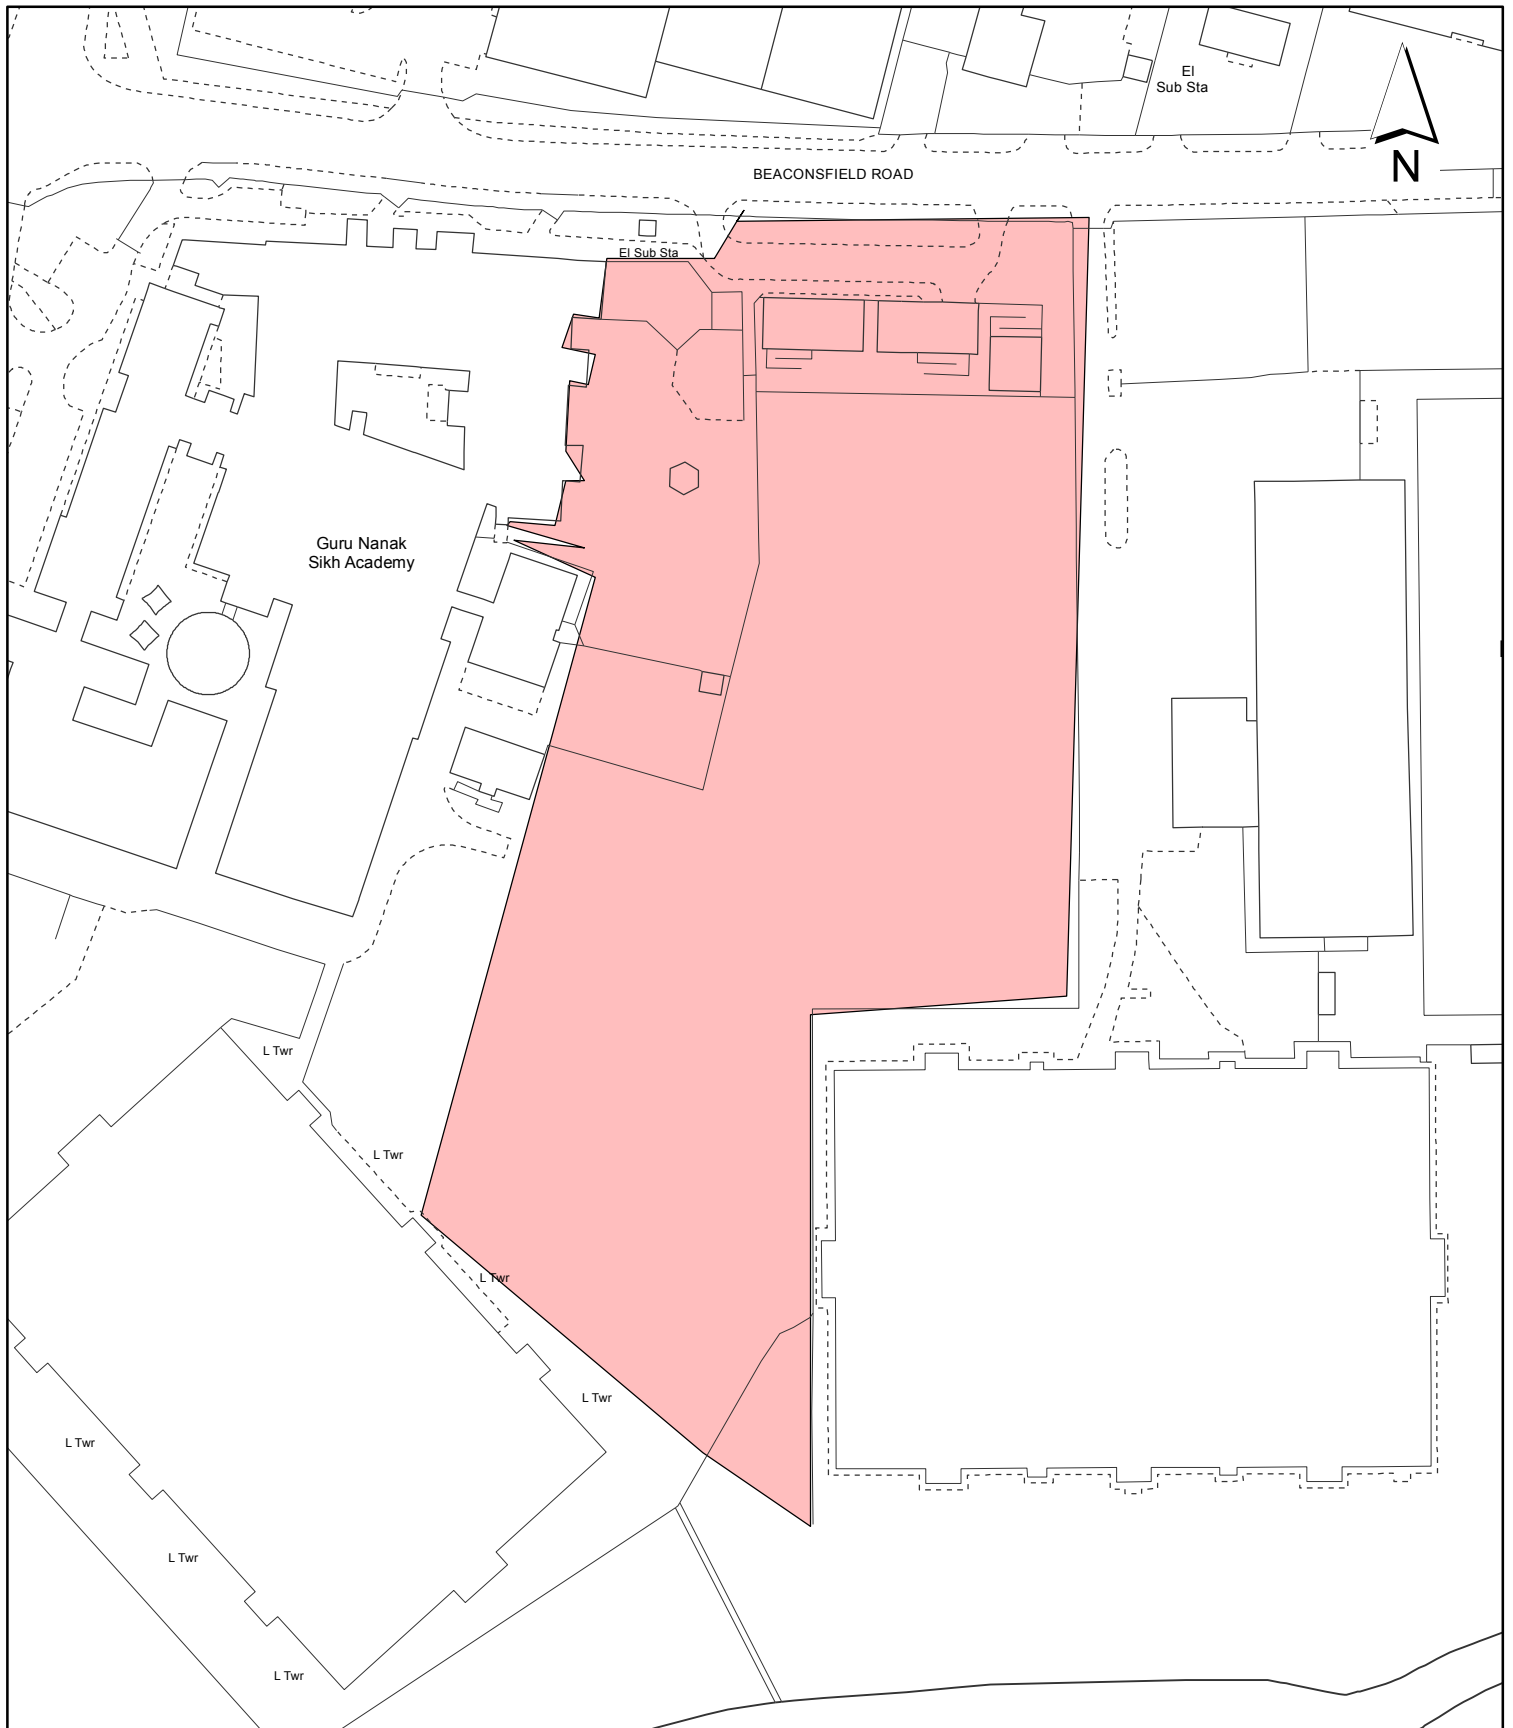 El
Sub Sta
N
BEACONSFIELD ROAD
El Sub Sta
Guru Nanak
Sikh Academy
L Twr
L Twr
L Twr
L Twr
L Twr
L Twr
L Twr